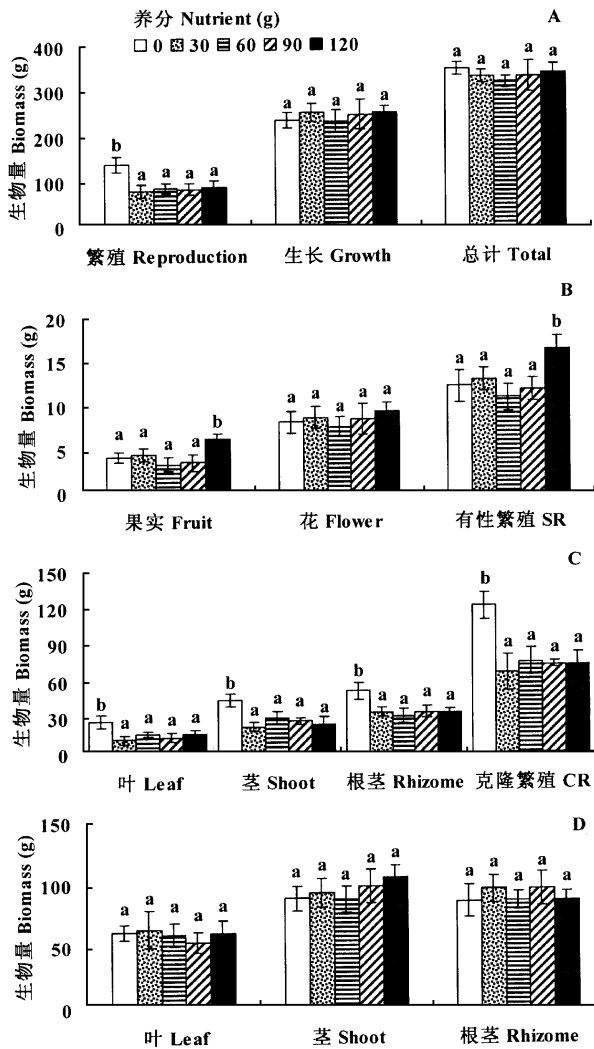 养分 Nutrient (g)
A
0 30 60 90 120
生物量 Biomass (g)
400
300
200
100
0
b a a a a
a a a a a
a a a a a
繁殖 Reproduction 生长 Growth 总计 Total
B
生物量 Biomass (g)
20
15
10
5
0
a a a a b
a a a a a
a a a a b
果实 Fruit 花 Flower 有性繁殖 SR
C
生物量 Biomass (g)
150
120
90
60
30
0
b a a a a
b a a a a
b a a a a
b a a a a
叶 Leaf 茎 Shoot 根茎 Rhizome 克隆繁殖 CR
D
生物量 Biomass (g)
150
100
50
0
a a a a a
a a a a a
a a a a a
叶 Leaf 茎 Shoot 根茎 Rhizome